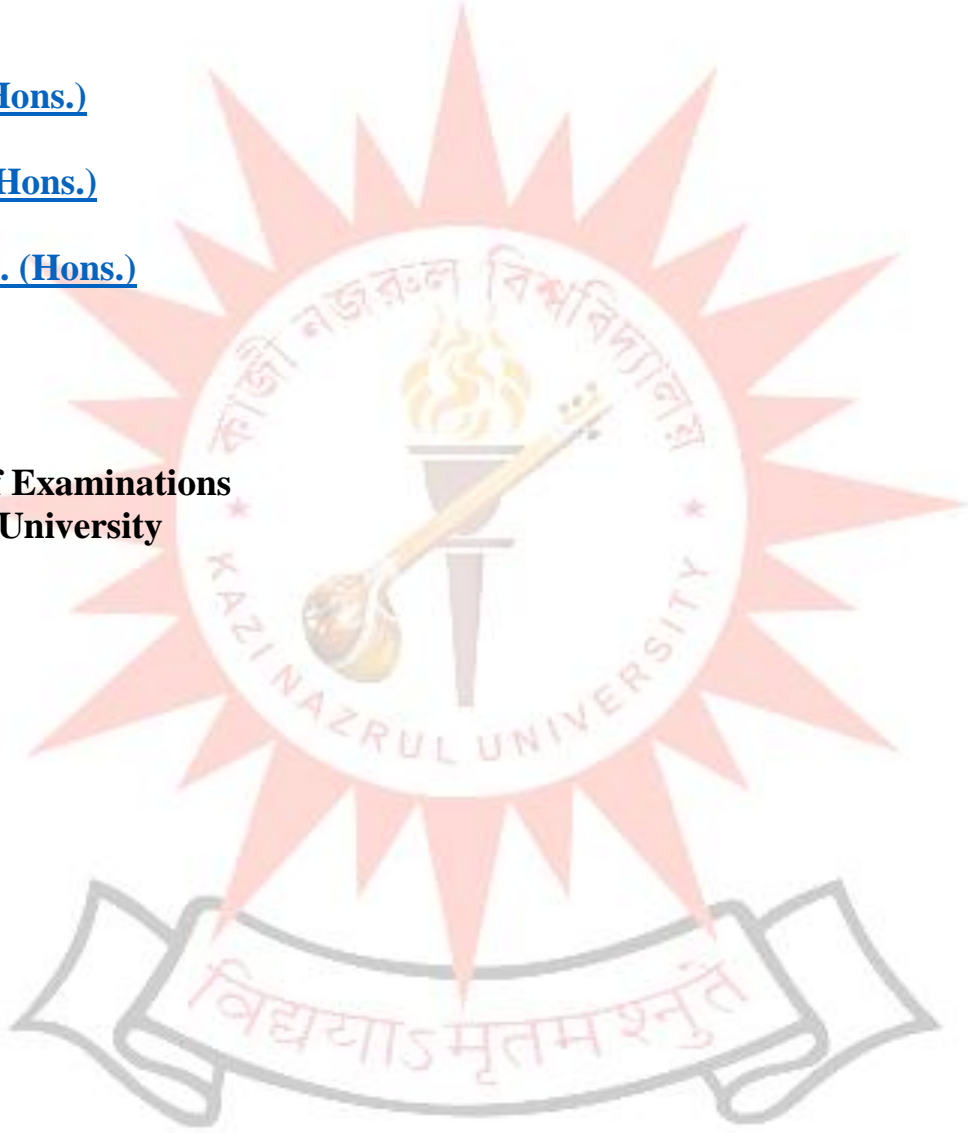 Hons.)
Hons.)
. (Hons.)
কাজী নজরুল বিশ্ববিদ্যালয়
f Examinations
University
* KAZI NAZRUL UNIVERSITY *
विद्ययाऽमृतमश्नुते